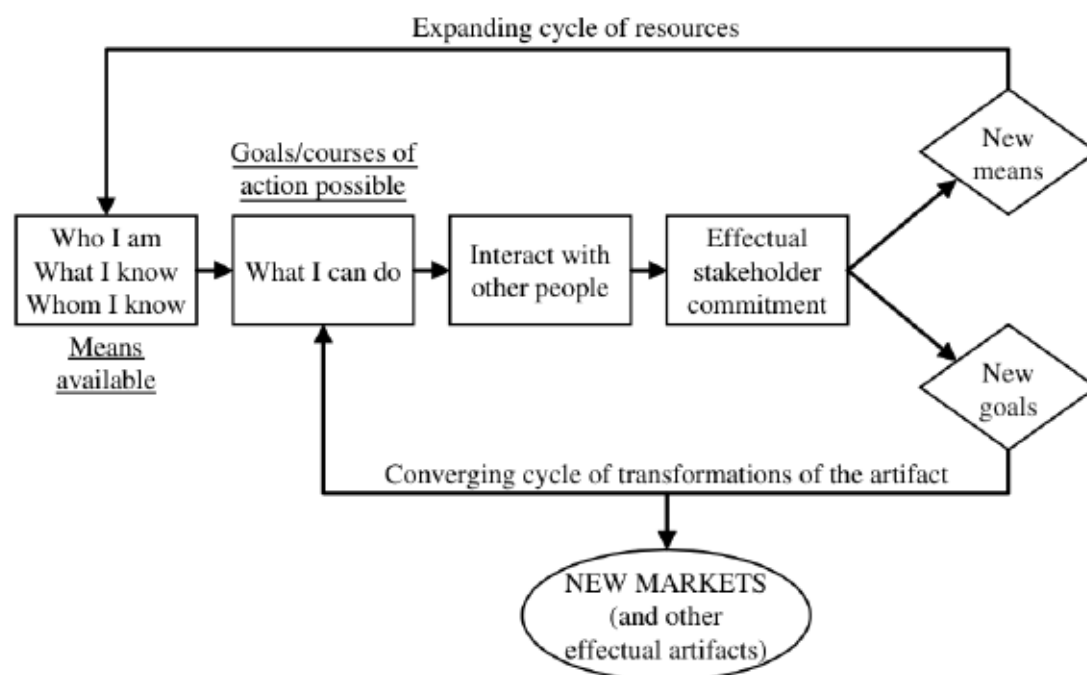 Expanding cycle of resources
New
means
Goals/courses of
action possible
Who I am
What I know
Whom I know
Means
available
What I can do
Interact with
other people
Effectual
stakeholder
commitment
New
goals
Converging cycle of transformations of the artifact
NEW MARKETS
(and other
effectual artifacts)